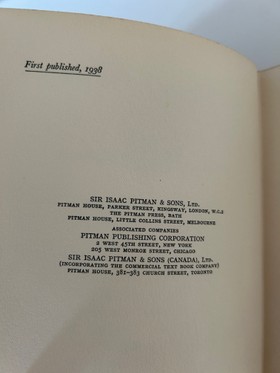 First published, 1938
SIR ISAAC PITMAN & SONS, LTD.
PITMAN HOUSE, PARKER STREET, KINGSWAY, LONDON, W.C.2
THE PITMAN PRESS, BATH
PITMAN HOUSE, LITTLE COLLINS STREET, MELBOURNE
ASSOCIATED COMPANIES
PITMAN PUBLISHING CORPORATION
2 WEST 45TH STREET, NEW YORK
205 WEST MONROE STREET, CHICAGO
SIR ISAAC PITMAN & SONS (CANADA), LTD.
(INCORPORATING THE COMMERCIAL TEXT BOOK COMPANY)
PITMAN HOUSE, 381-383 CHURCH STREET, TORONTO